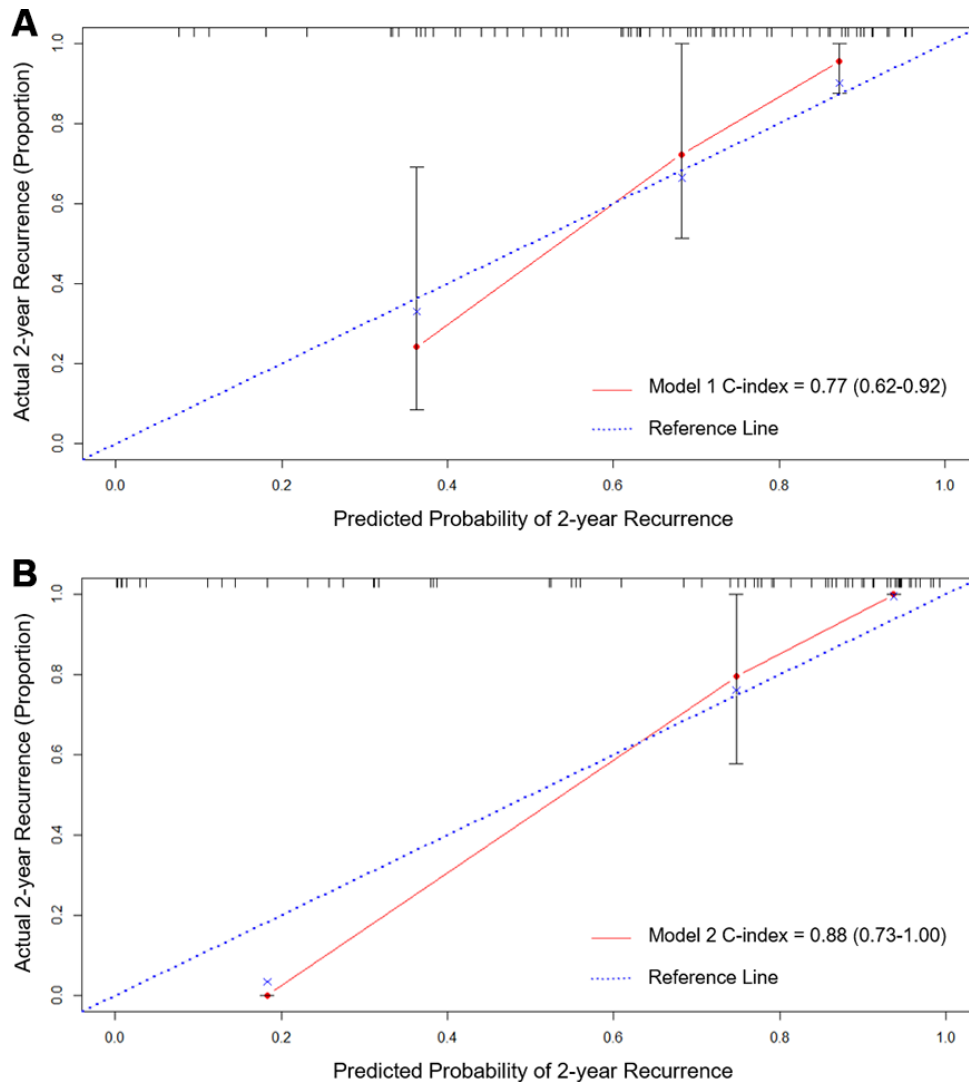 A
Actual 2-year Recurrence (Proportion)
1.0
0.8
0.6
0.4
0.2
0.0
Model 1 C-index = 0.77 (0.62-0.92)
Reference Line
0.0 0.2 0.4 0.6 0.8 1.0
Predicted Probability of 2-year Recurrence
B
Actual 2-year Recurrence (Proportion)
1.0
0.8
0.6
0.4
0.2
0.0
Model 2 C-index = 0.88 (0.73-1.00)
Reference Line
0.0 0.2 0.4 0.6 0.8 1.0
Predicted Probability of 2-year Recurrence